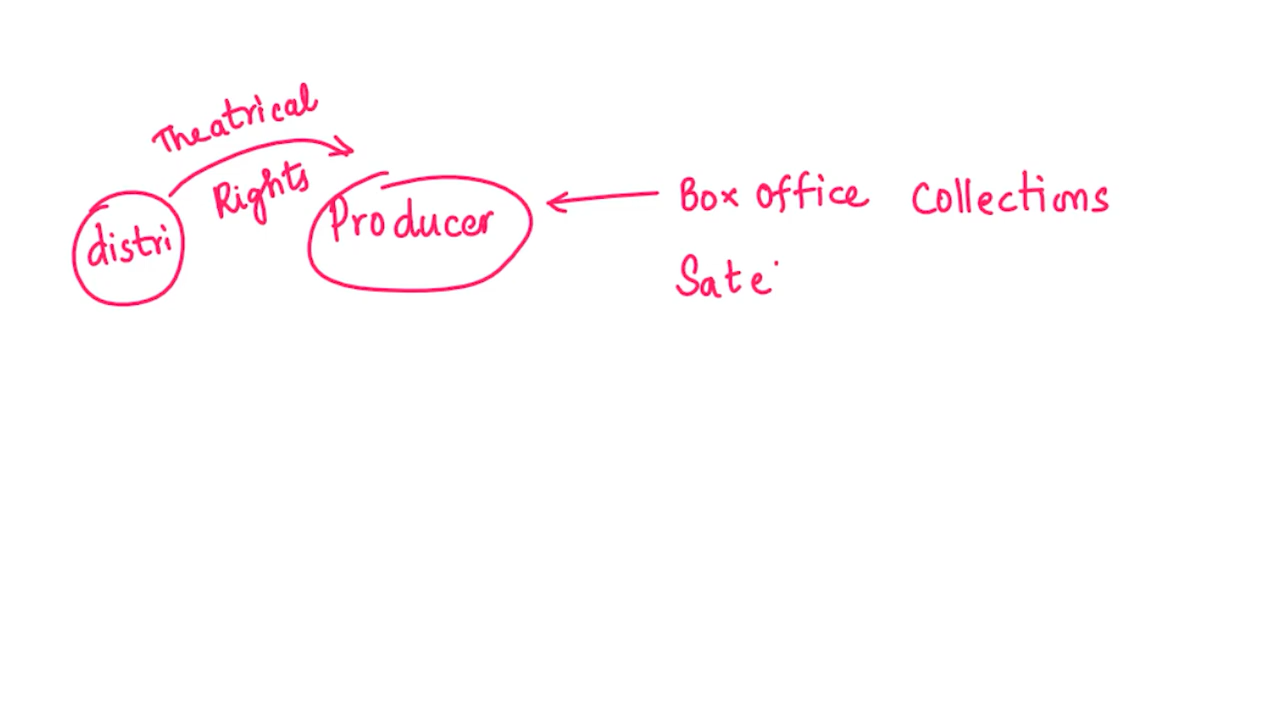 Theatrical
Rights
distri
Producer
Box office Collections
Sate